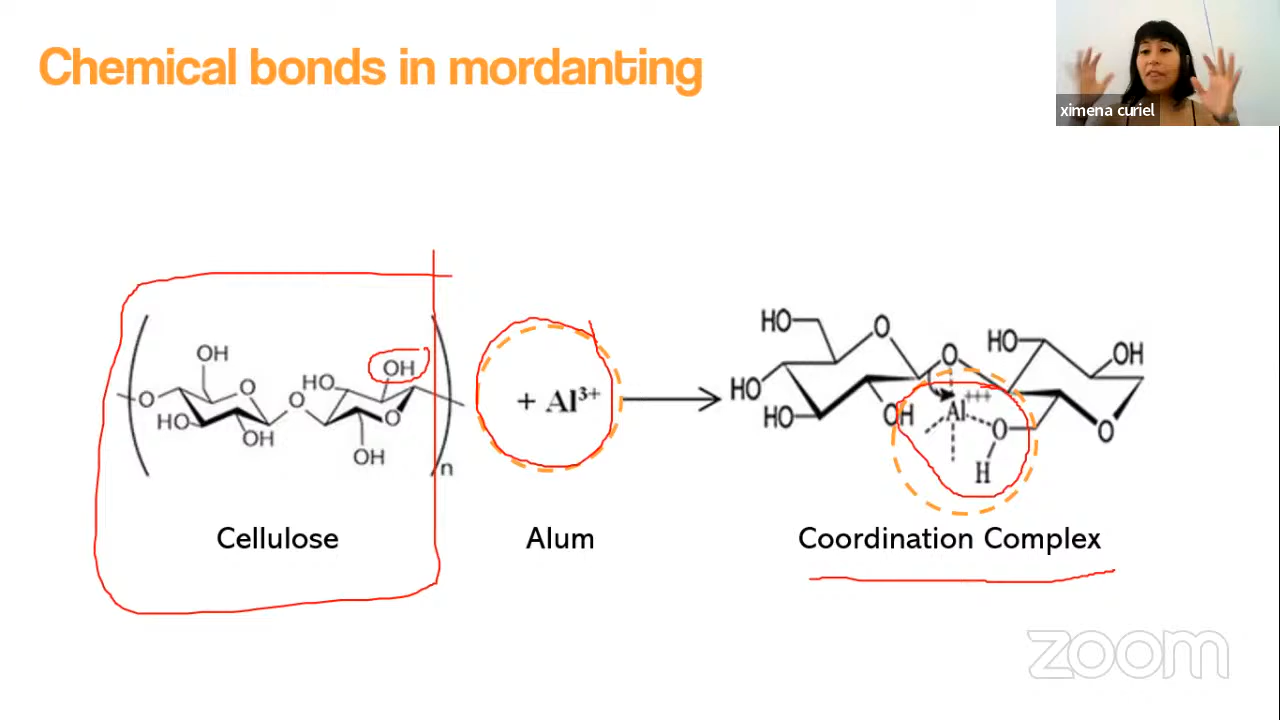 Chemical bonds in mordanting
ximena curiel
OH
O
HO
OH
O
HO
OH
O
OH
n
+ Al³⁺
HO
O
HO
HO
OH
O
Al+++
O
H
HO
OH
O
Cellulose
Alum
Coordination Complex
zoom